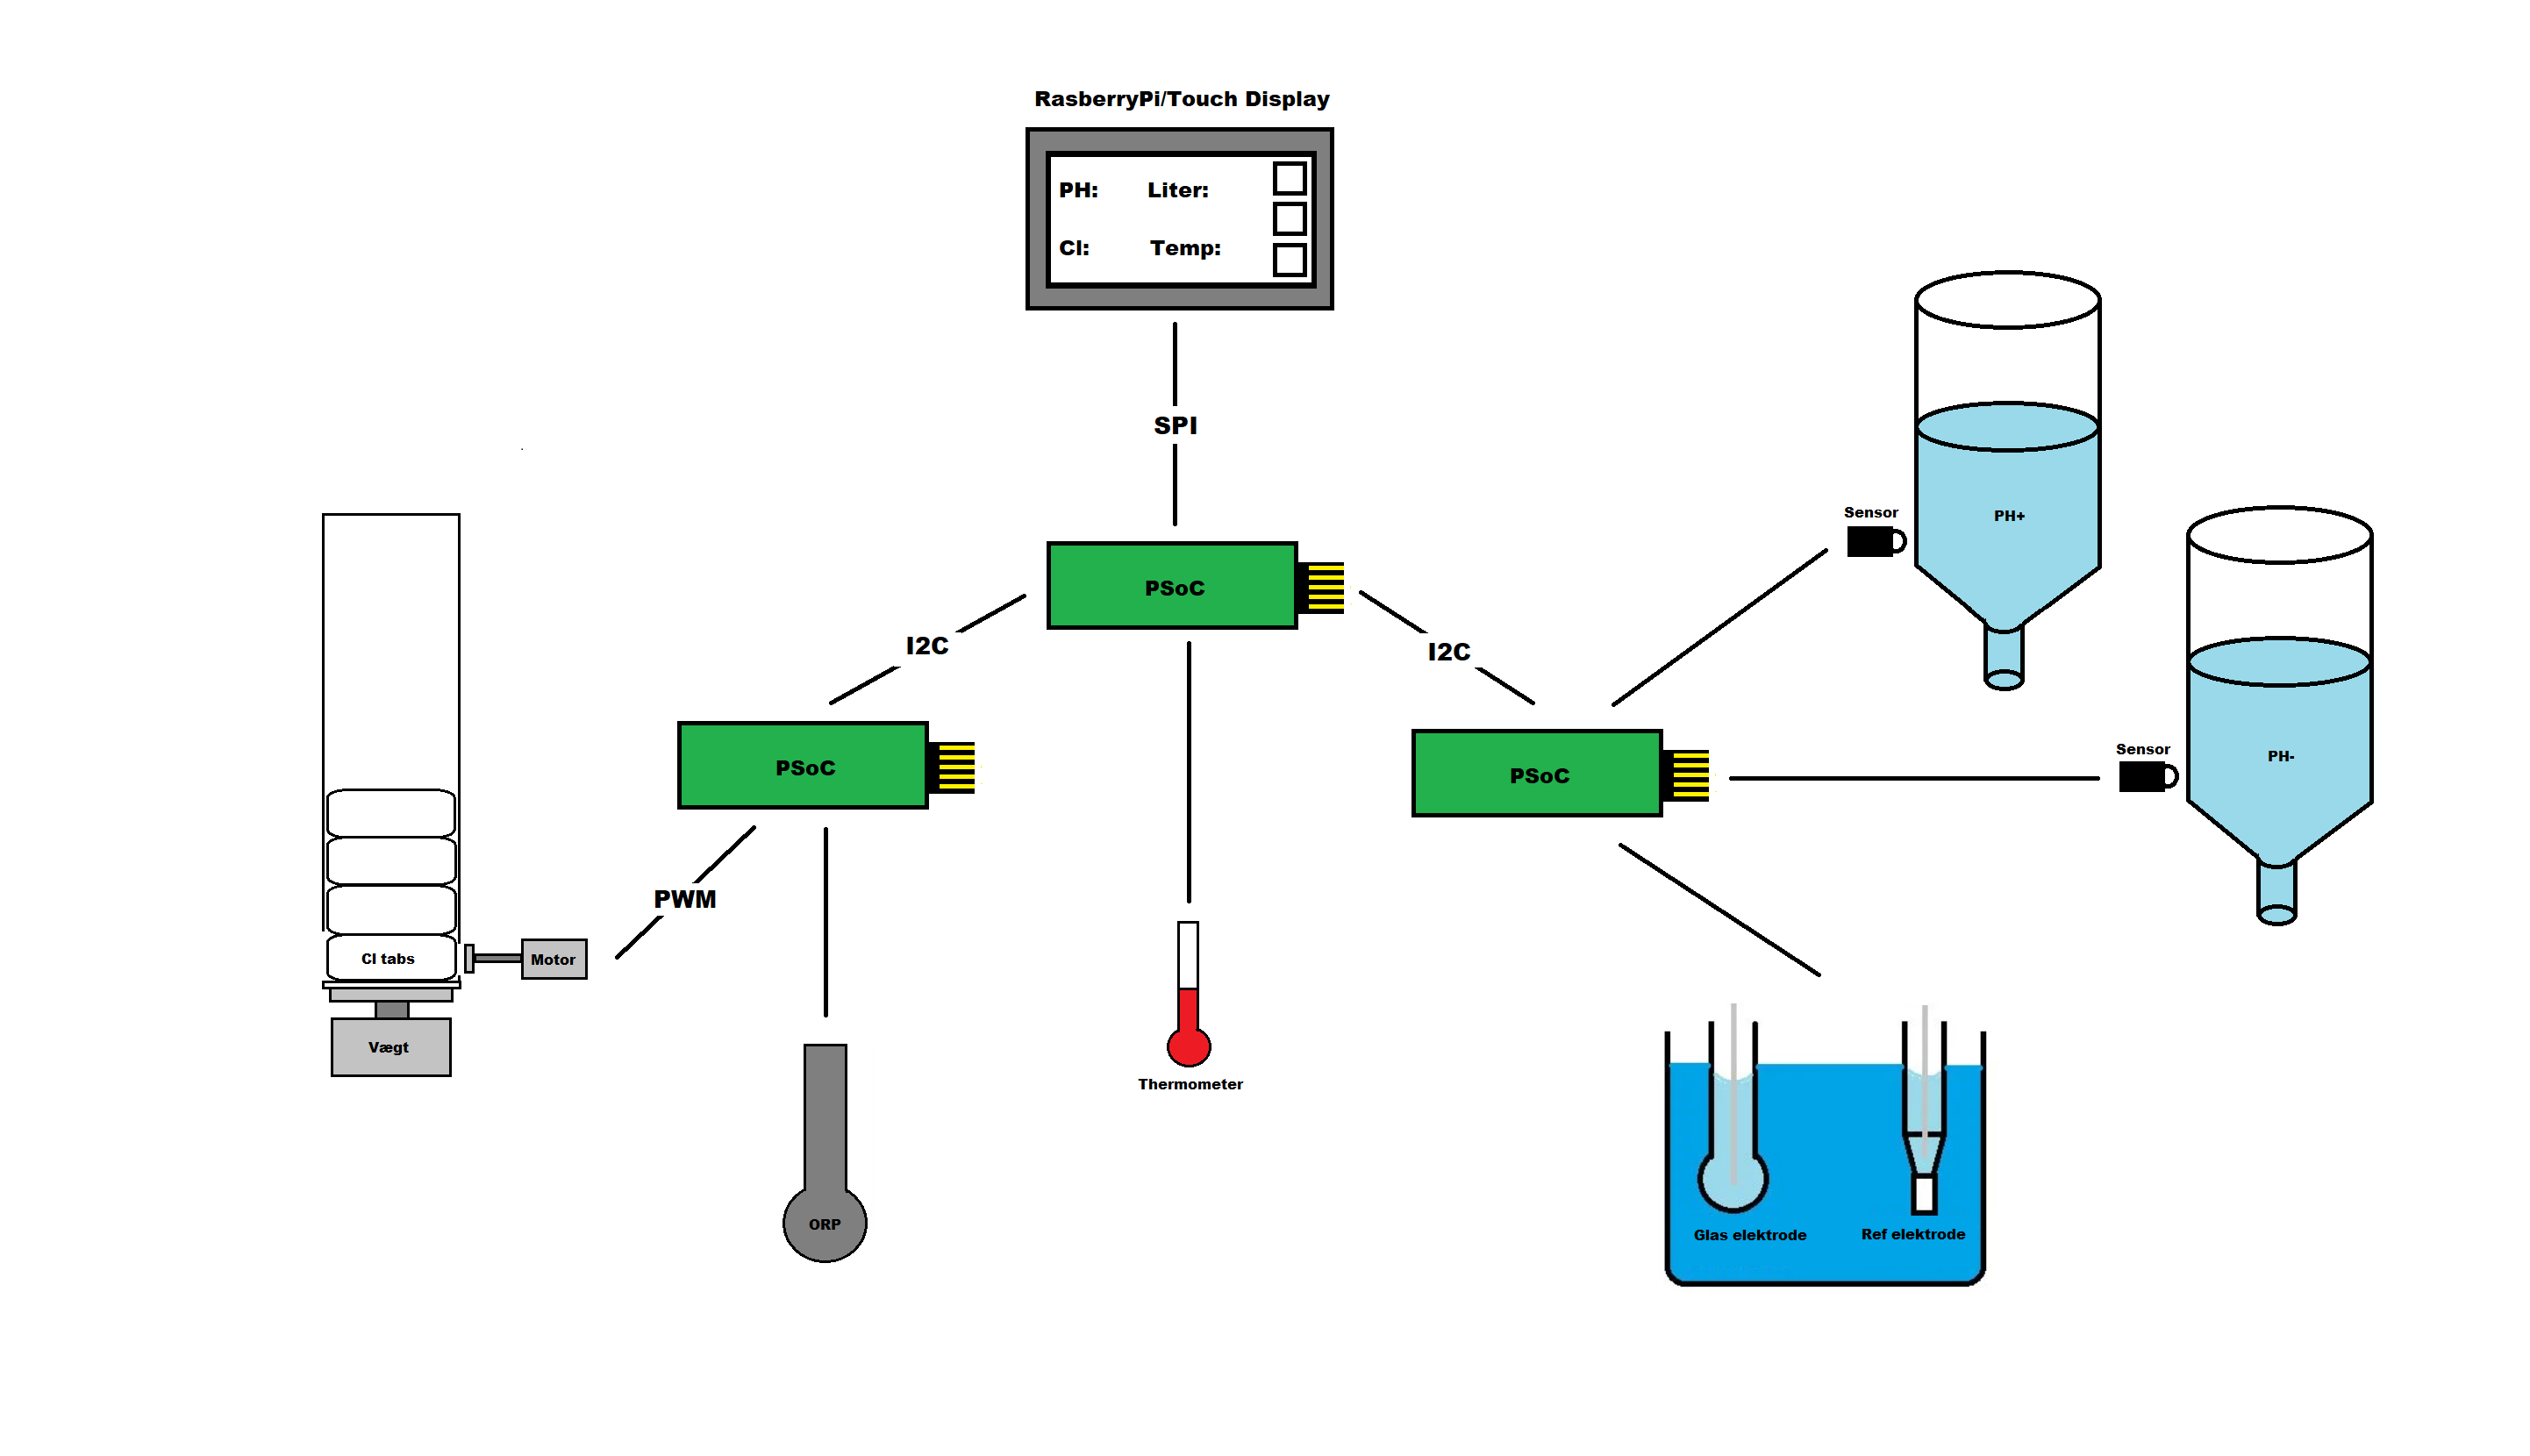 RasberryPi/Touch Display
PH: Liter:
Cl: Temp:
SPI
Sensor
PH+
PSoC
I2C
I2C
Sensor
PH-
PSoC
PSoC
PWM
Cl tabs
Motor
Vægt
Thermometer
ORP
Glas elektrode
Ref elektrode